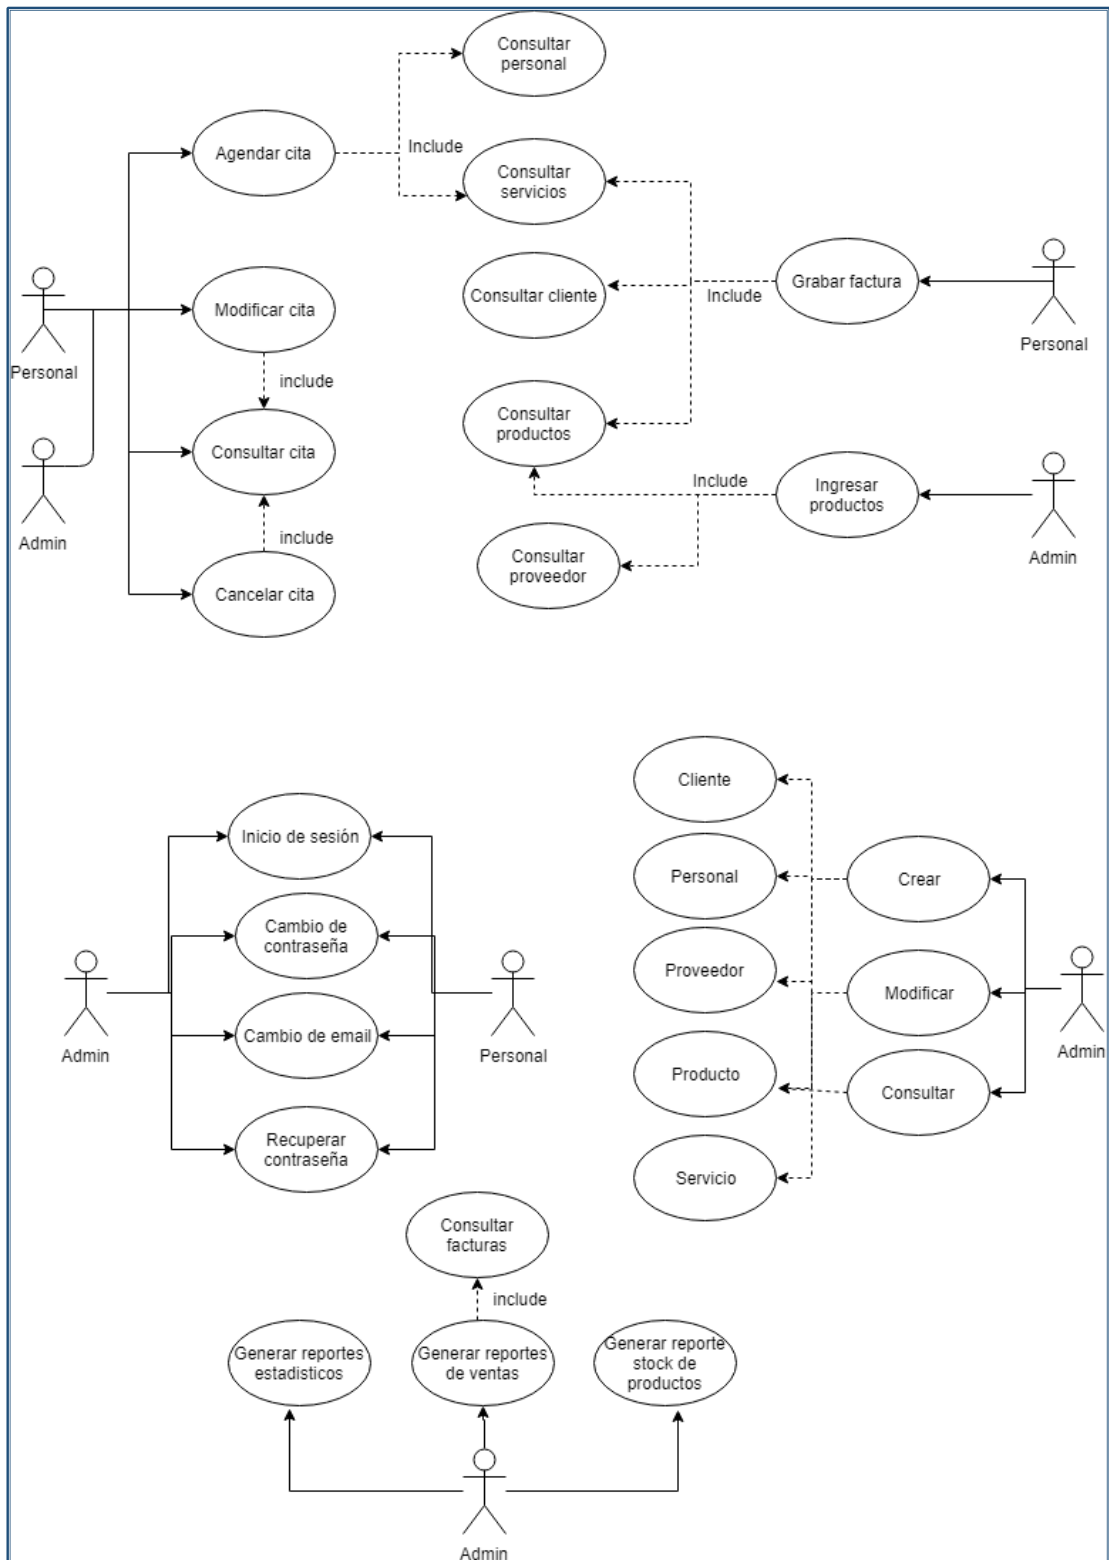 Consultar
personal
Agendar cita
Include
Consultar
servicios
Personal
Modificar cita
include
Consultar cliente
Include
Grabar factura
Personal
Admin
Consultar cita
include
Cancelar cita
Consultar
productos
Include
Ingresar
productos
Admin
Consultar
proveedor
Inicio de sesión
Cambio de
contraseña
Admin
Cambio de email
Personal
Recuperar
contraseña
Cliente
Personal
Crear
Proveedor
Modificar
Admin
Producto
Consultar
Servicio
Consultar
facturas
include
Generar reportes
estadisticos
Generar reportes
de ventas
Generar reporte
stock de
productos
Admin